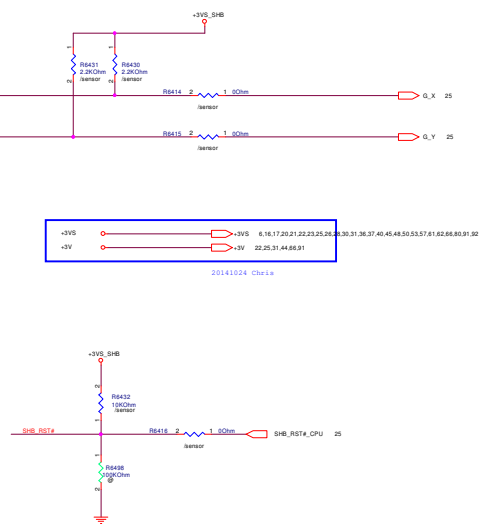 +3VS_SHB
1 1
R6431 R6430
2.2KOhm 2.2KOhm
/sensor /sensor
2 2
R6414 2 1 0Ohm G_X 25
/sensor
R6415 2 1 0Ohm G_Y 25
/sensor
+3VS +3VS 6,16,17,20,21,22,23,25,26,28,30,31,36,37,40,45,48,50,53,57,61,62,66,80,91,92
+3V +3V 22,25,31,44,66,91
20141024 Chris
+3VS_SHB
2
R6432
10KOhm
/sensor
1
SHB_RST# R6416 2 1 0Ohm SHB_RST#_CPU 25
/sensor
1
R6498
100KOhm
@
2